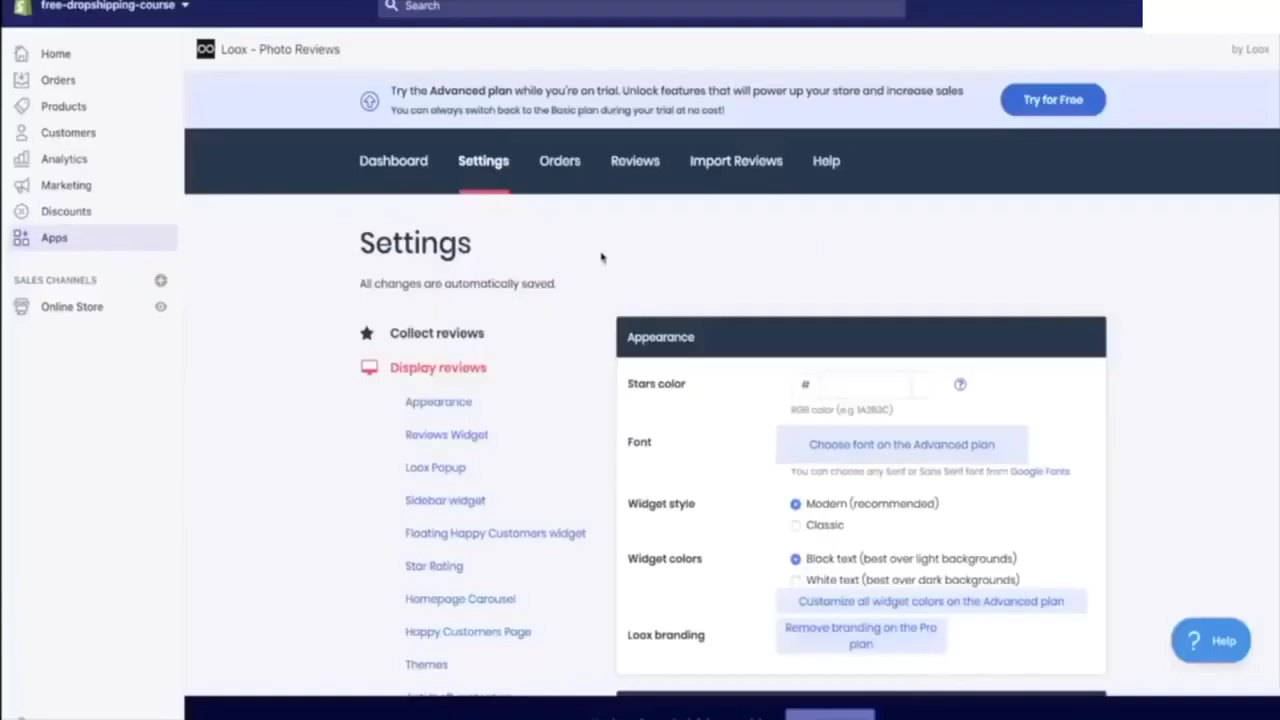 free-dropshipping-course
Search
Home
Orders
Products
Customers
Analytics
Marketing
Discounts
Apps
SALES CHANNELS
Online Store
Loox - Photo Reviews
by Loox
Try the Advanced plan while you're on trial. Unlock features that will power up your store and increase sales
You can always switch back to the Basic plan during your trial at no cost!
Try for Free
Dashboard Settings Orders Reviews Import Reviews Help
Settings
All changes are automatically saved.
Collect reviews
Display reviews
Appearance
Reviews Widget
Loox Popup
Sidebar widget
Floating Happy Customers widget
Star Rating
Homepage Carousel
Happy Customers Page
Themes
Appearance
Stars color
#
?
RGB color (e.g. 1A2B3C)
Font
Choose font on the Advanced plan
You can choose any Serif or Sans Serif font from Google Fonts
Widget style
Modern (recommended)
Classic
Widget colors
Black text (best over light backgrounds)
White text (best over dark backgrounds)
Customize all widget colors on the Advanced plan
Loox branding
Remove branding on the Pro
plan
? Help